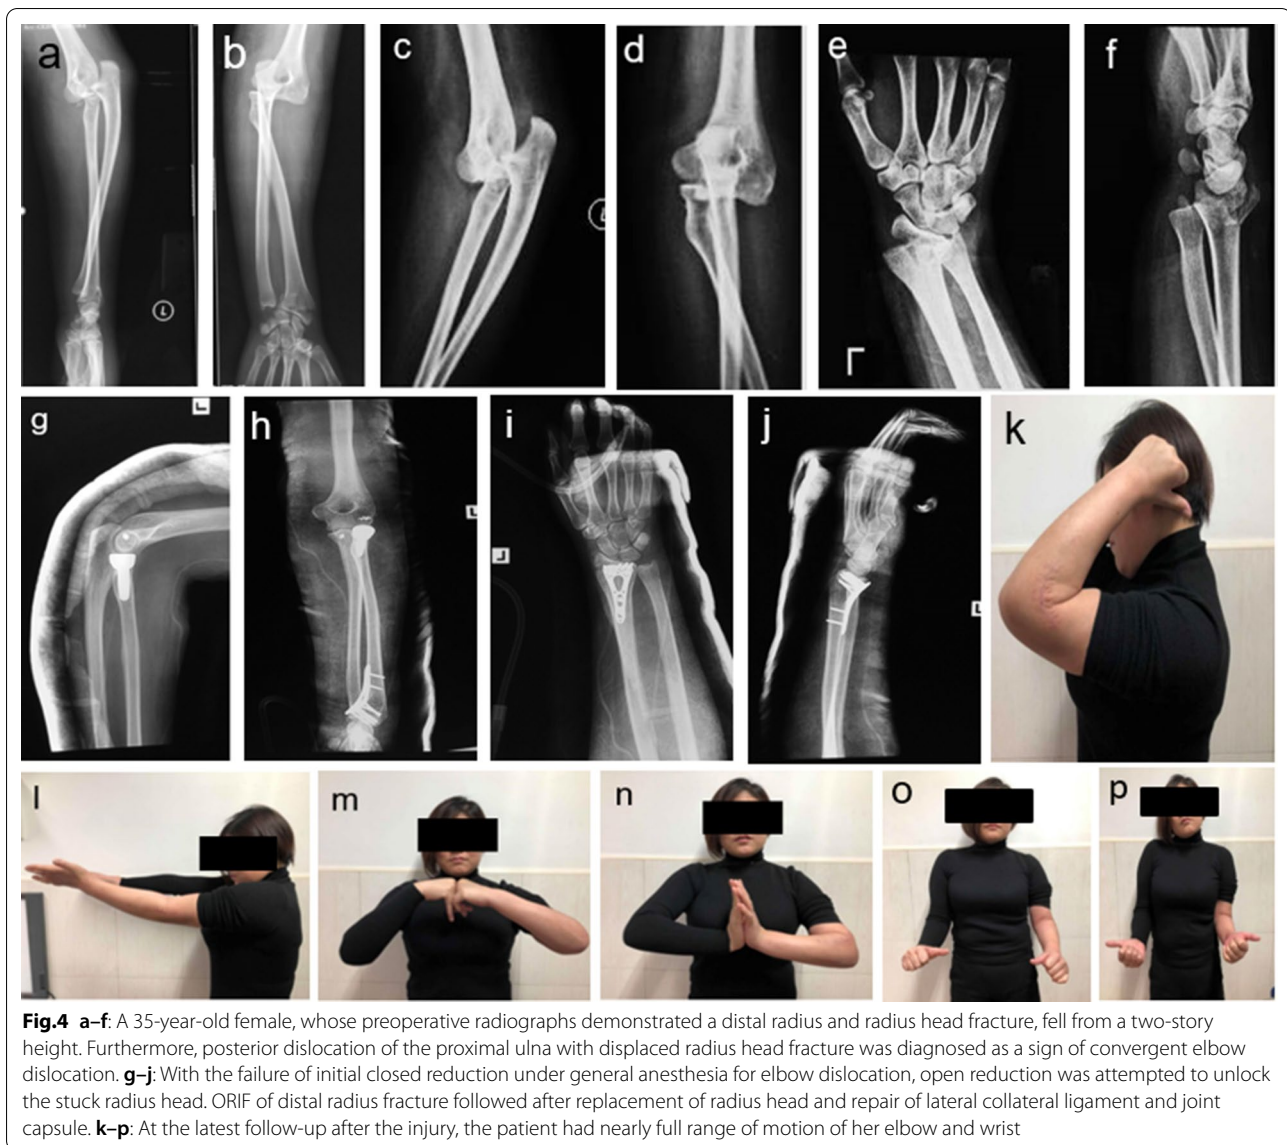 a b c d e f
L
L
L
g h i j k
L
L
L
L
l m n o p
Fig.4 a–f: A 35-year-old female, whose preoperative radiographs demonstrated a distal radius and radius head fracture, fell from a two-story
height. Furthermore, posterior dislocation of the proximal ulna with displaced radius head fracture was diagnosed as a sign of convergent elbow
dislocation. g–j: With the failure of initial closed reduction under general anesthesia for elbow dislocation, open reduction was attempted to unlock
the stuck radius head. ORIF of distal radius fracture followed after replacement of radius head and repair of lateral collateral ligament and joint
capsule. k–p: At the latest follow-up after the injury, the patient had nearly full range of motion of her elbow and wrist